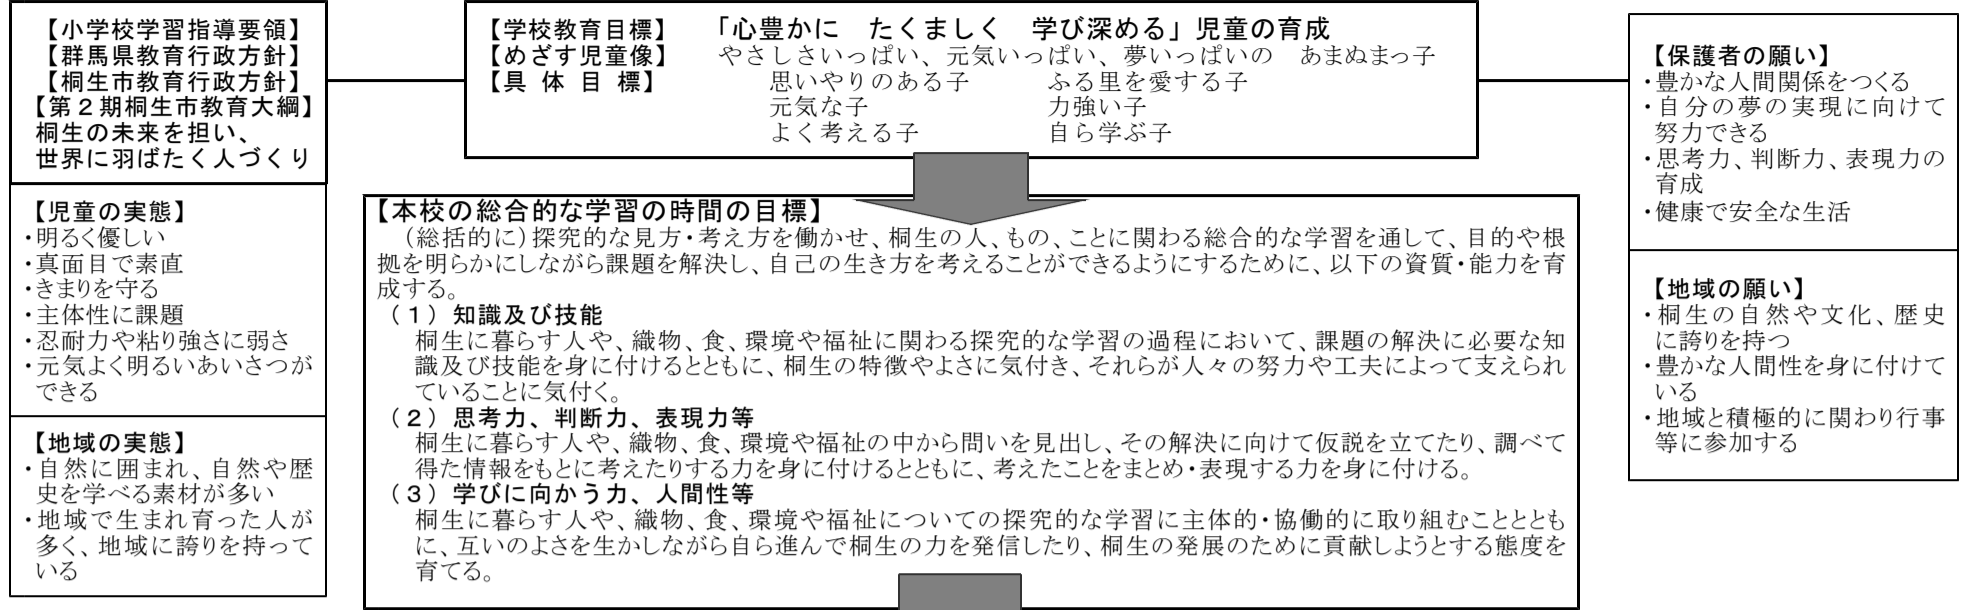 【小学校学習指導要領】
【群馬県教育行政方針】
【桐生市教育行政方針】
【第２期桐生市教育大綱】
桐生の未来を担い、
世界に羽ばたく人づくり
【児童の実態】
・明るく優しい
・真面目で素直
・きまりを守る
・主体性に課題
・忍耐力や粘り強さに弱さ
・元気よく明るいあいさつが
できる
【地域の実態】
・自然に囲まれ、自然や歴
史を学べる素材が多い
・地域で生まれ育った人が
多く、地域に誇りを持って
いる
【学校教育目標】　「心豊かに　たくましく　学び深める」児童の育成
【めざす児童像】　やさしさいっぱい、元気いっぱい、夢いっぱいの　あまぬまっ子
【具 体 目 標】　思いやりのある子　ふる里を愛する子
元気な子　力強い子
よく考える子　自ら学ぶ子
【本校の総合的な学習の時間の目標】
（総括的に）探究的な見方・考え方を働かせ、桐生の人、もの、ことに関わる総合的な学習を通して、目的や根
拠を明らかにしながら課題を解決し、自己の生き方を考えることができるようにするために、以下の資質・能力を育
成する。
（１）知識及び技能
桐生に暮らす人や、織物、食、環境や福祉に関わる探究的な学習の過程において、課題の解決に必要な知
識及び技能を身に付けるとともに、桐生の特徴やよさに気付き、それらが人々の努力や工夫によって支えられ
ていることに気付く。
（２）思考力、判断力、表現力等
桐生に暮らす人や、織物、食、環境や福祉の中から問いを見出し、その解決に向けて仮説を立てたり、調べて
得た情報をもとに考えたりする力を身に付けるとともに、考えたことをまとめ・表現する力を身に付ける。
（３）学びに向かう力、人間性等
桐生に暮らす人や、織物、食、環境や福祉についての探究的な学習に主体的・協働的に取り組むことととも
に、互いのよさを生かしながら自ら進んで桐生の力を発信したり、桐生の発展のために貢献しようとする態度を
育てる。
【保護者の願い】
・豊かな人間関係をつくる
・自分の夢の実現に向けて
努力できる
・思考力、判断力、表現力の
育成
・健康で安全な生活
【地域の願い】
・桐生の自然や文化、歴史
に誇りを持つ
・豊かな人間性を身に付けて
いる
・地域と積極的に関わり行事
等に参加する